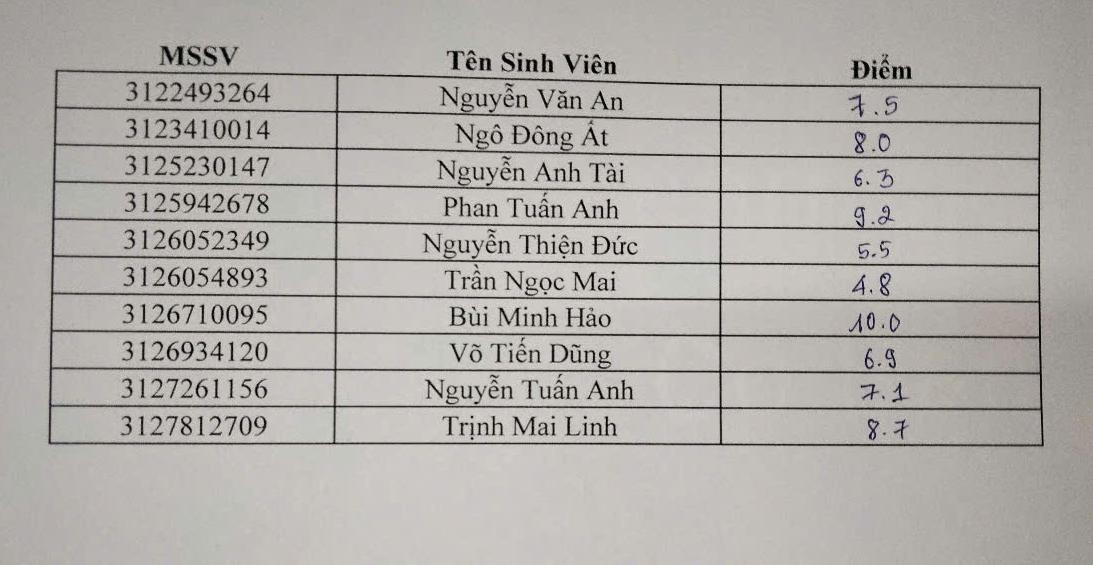 MSSV Tên Sinh Viên Điểm
3122493264 Nguyễn Văn An 7.5
3123410014 Ngô Đông Ất 8.0
3125230147 Nguyễn Anh Tài 6.3
3125942678 Phan Tuấn Anh 9.2
3126052349 Nguyễn Thiện Đức 5.5
3126054893 Trần Ngọc Mai 4.8
3126710095 Bùi Minh Hảo 10.0
3126934120 Võ Tiến Dũng 6.9
3127261156 Nguyễn Tuấn Anh 7.1
3127812709 Trịnh Mai Linh 8.7